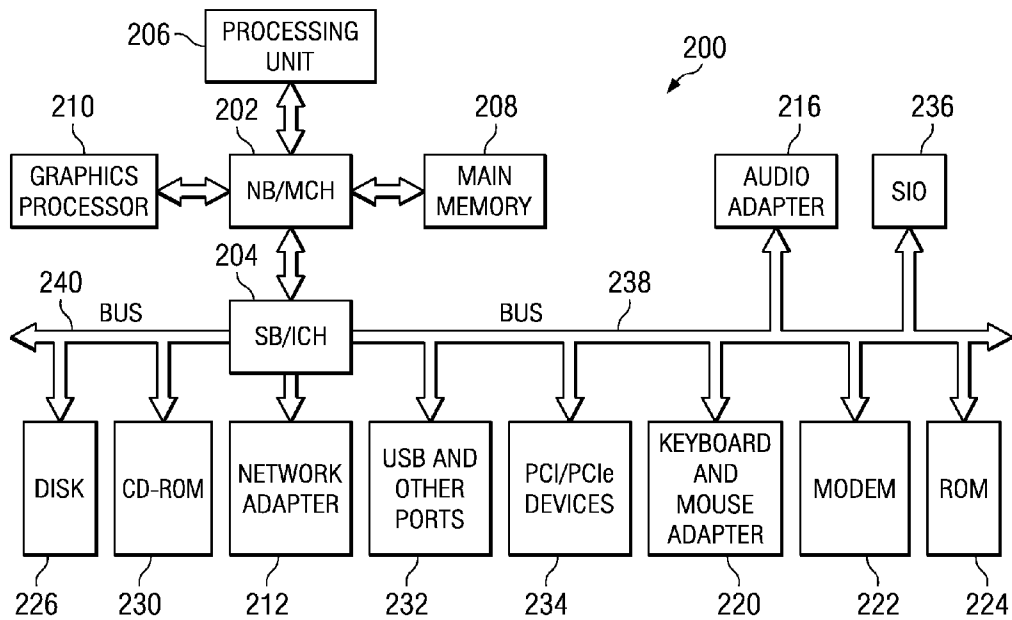 206
PROCESSING
UNIT
200
210
202
208
216
236
GRAPHICS
PROCESSOR
NB/MCH
MAIN
MEMORY
AUDIO
ADAPTER
SIO
204
240
BUS
SB/ICH
BUS
238
DISK
CD-ROM
NETWORK
ADAPTER
USB AND
OTHER
PORTS
PCI/PCIe
DEVICES
KEYBOARD
AND
MOUSE
ADAPTER
MODEM
ROM
226
230
212
232
234
220
222
224